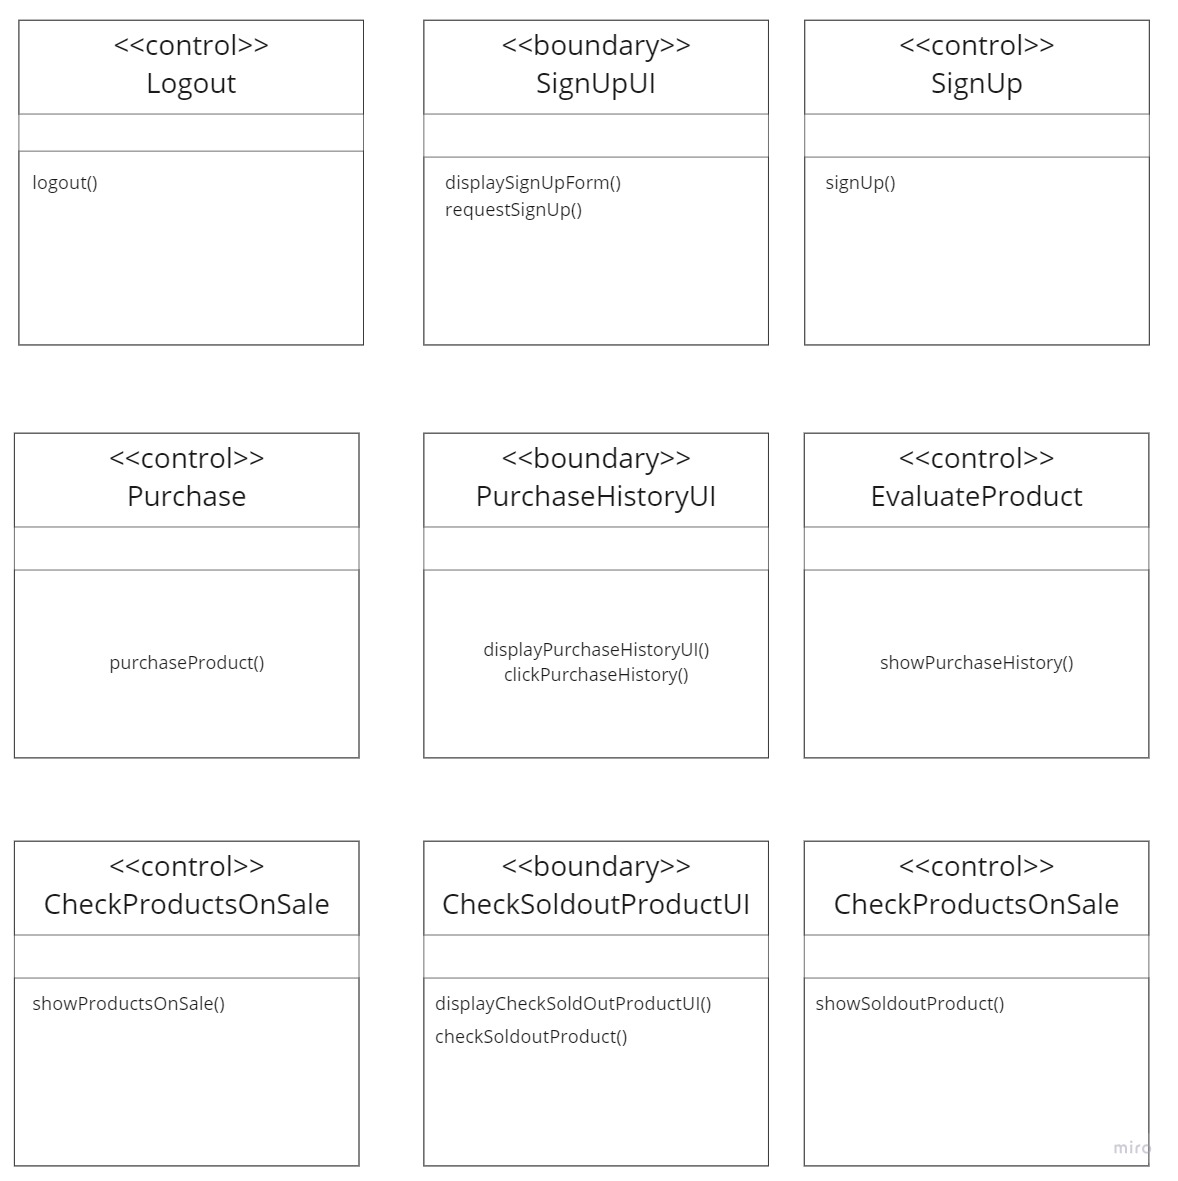 <<control>>
Logout
logout()
<<boundary>>
SignUpUI
displaySignUpForm()
requestSignUp()
<<control>>
SignUp
signUp()
<<control>>
Purchase
purchaseProduct()
<<boundary>>
PurchaseHistoryUI
displayPurchaseHistoryUI()
clickPurchaseHistory()
<<control>>
EvaluateProduct
showPurchaseHistory()
<<control>>
CheckProductsOnSale
showProductsOnSale()
<<boundary>>
CheckSoldoutProductUI
displayCheckSoldOutProductUI()
checkSoldoutProduct()
<<control>>
CheckProductsOnSale
showSoldoutProduct()
miro